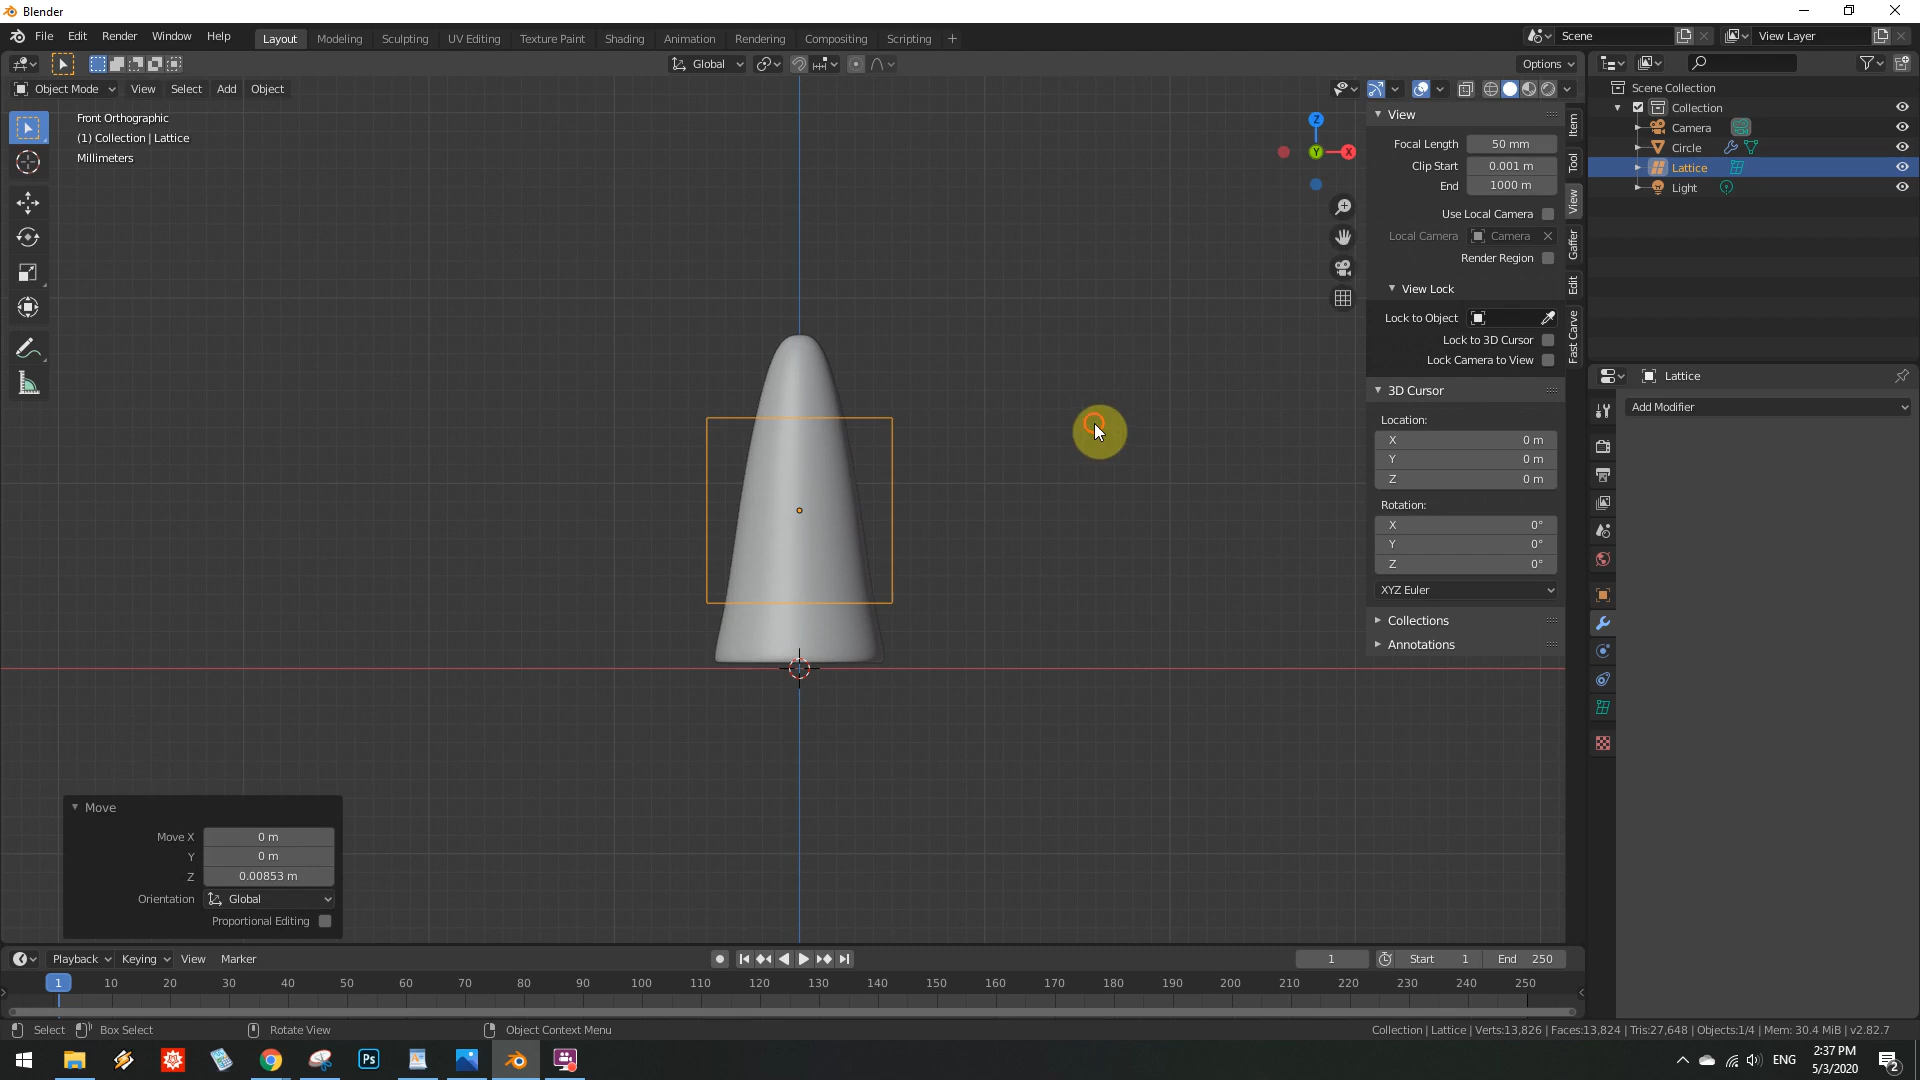 Blender
File Edit Render Window Help
Layout Modeling Sculpting UV Editing Texture Paint Shading Animation Rendering Compositing Scripting +
Scene
View Layer
Global
Options
Object Mode View Select Add Object
Front Orthographic
(1) Collection | Lattice
Millimeters
Z
Y
X
View
Focal Length 50 mm
Clip Start 0.001 m
End 1000 m
Use Local Camera
Local Camera Camera
Render Region
View Lock
Lock to Object
Lock to 3D Cursor
Lock Camera to View
3D Cursor
Location:
X 0 m
Y 0 m
Z 0 m
Rotation:
X 0°
Y 0°
Z 0°
XYZ Euler
Collections
Annotations
Item
Tool
View
Gaffer
Edit
Fast Carve
Scene Collection
Collection
Camera
Circle
Lattice
Light
Lattice
Add Modifier
Move
Move X 0 m
Y 0 m
Z 0.00853 m
Orientation Global
Proportional Editing
Playback Keying View Marker
1
Start 1
End 250
1 10 20 30 40 50 60 70 80 90 100 110 120 130 140 150 160 170 180 190 200 210 220 230 240 250
Select Box Select Rotate View Object Context Menu
Collection | Lattice | Verts:13,826 | Faces:13,824 | Tris:27,648 | Objects:1/4 | Mem: 30.4 MiB | v2.82.7
Ps
ENG
2:37 PM
5/3/2020
2